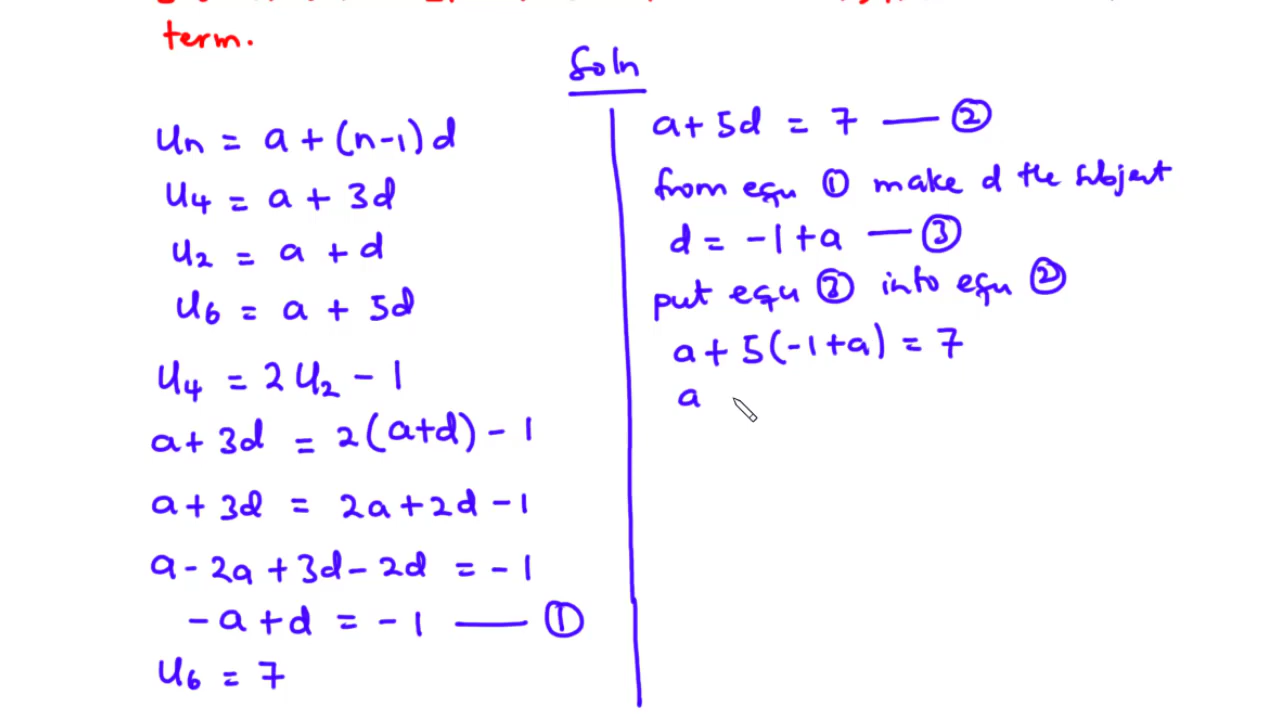 term.
Soln
Un = a + (n-1)d
U4 = a + 3d
U2 = a + d
U6 = a + 5d
U4 = 2U2 - 1
a + 3d = 2(a+d) - 1
a + 3d = 2a + 2d - 1
a - 2a + 3d - 2d = -1
-a + d = -1 — ①
U6 = 7
a + 5d = 7 — ②
from equ ① make d the subject
d = -1 + a — ③
put equ ③ into equ ②
a + 5(-1+a) = 7
a